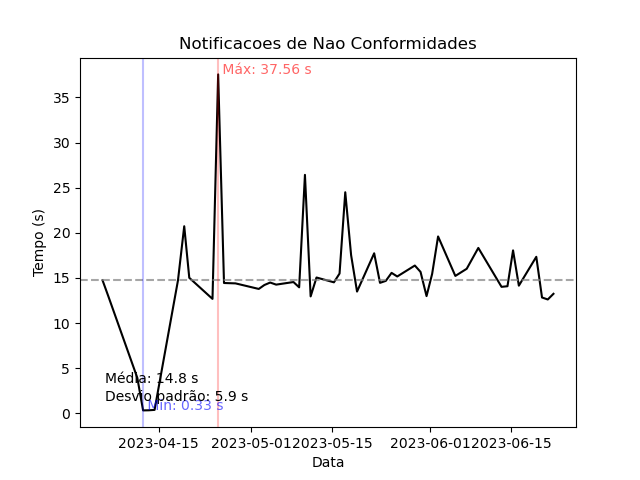 Notificacoes de Nao Conformidades
Máx: 37.56 s
35
30
25
20
15
10
5
0
Tempo (s)
Média: 14.8 s
Desvio padrão: 5.9 s
Mín: 0.33 s
2023-04-15 2023-05-01 2023-05-15 2023-06-01 2023-06-15
Data